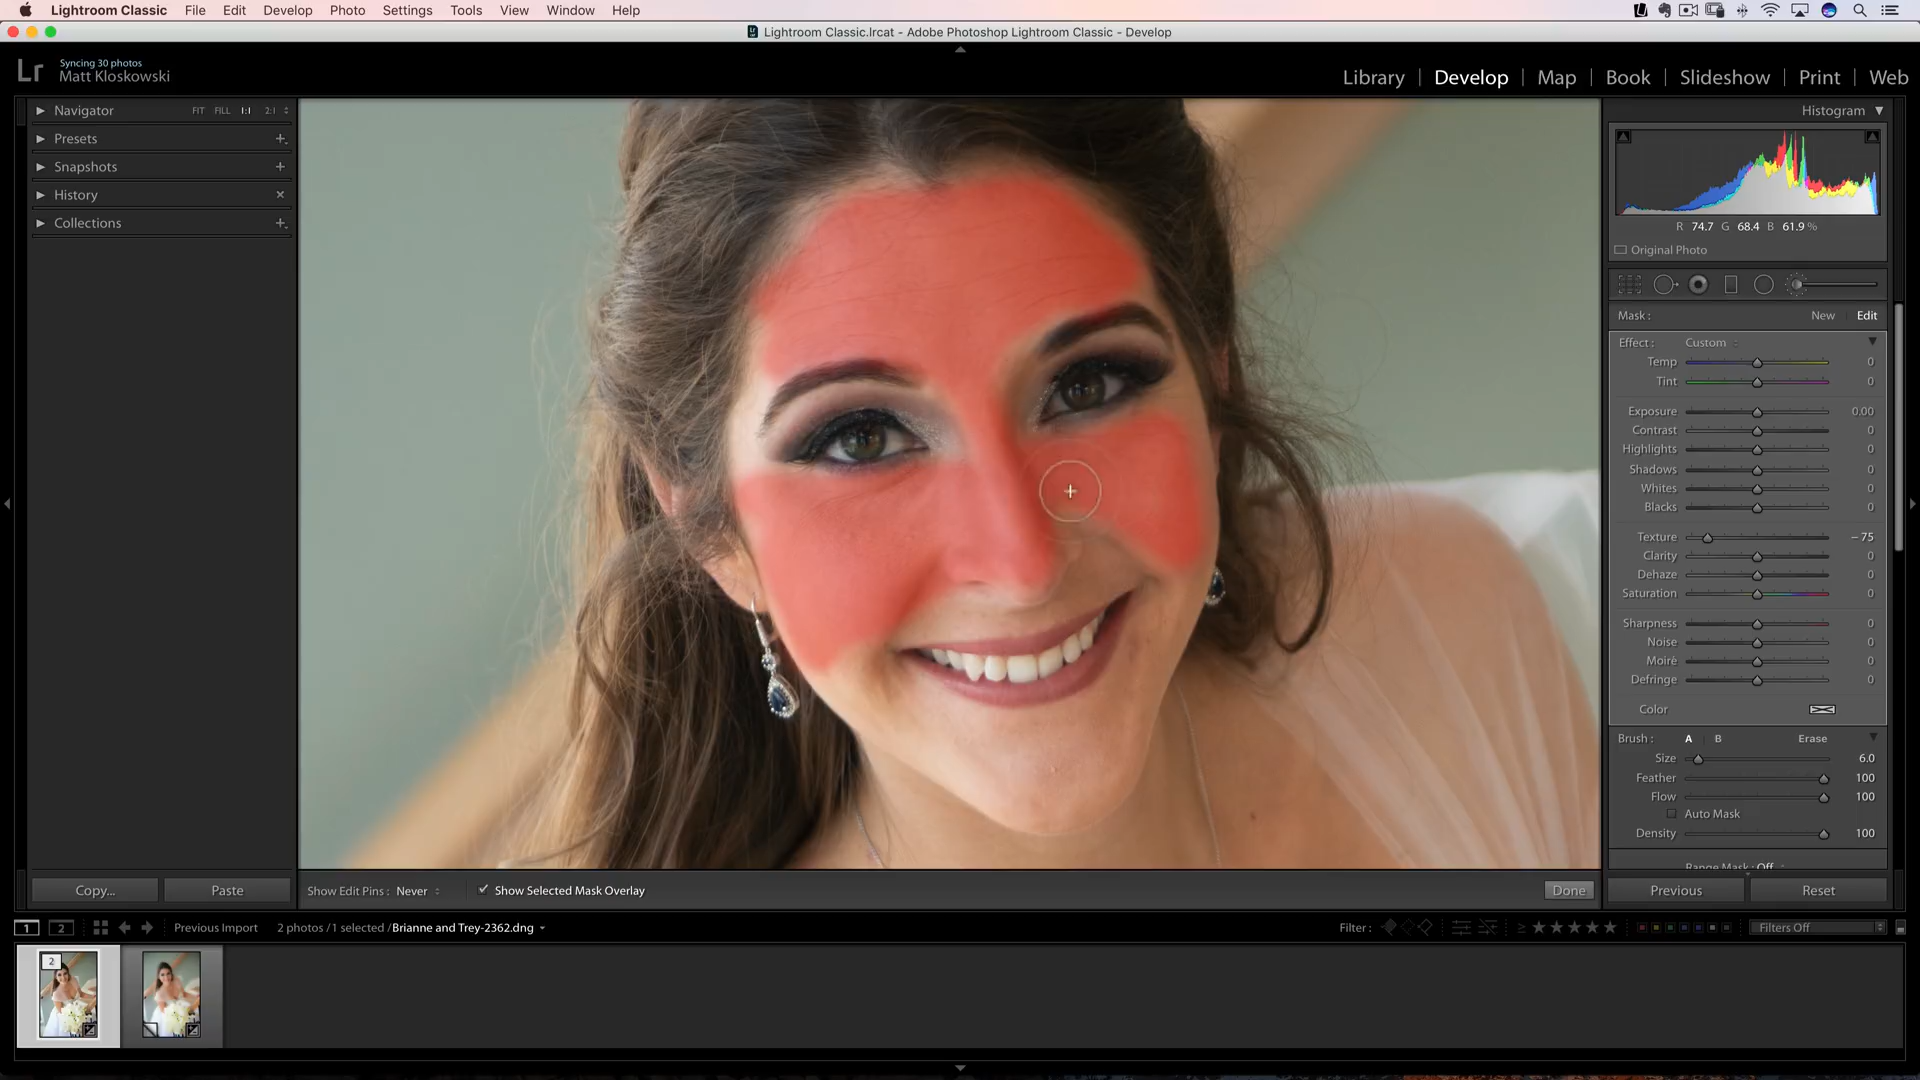 Lightroom Classic File Edit Develop Photo Settings Tools View Window Help
Lightroom Classic.lrcat - Adobe Photoshop Lightroom Classic - Develop
Lr
Syncing 30 photos
Matt Kloskowski
Library | Develop | Map | Book | Slideshow | Print | Web
Navigator FIT FILL 1:1 2:1
Presets
Snapshots
History
Collections
Histogram
R 74.7 G 68.4 B 61.9 %
Original Photo
Mask : New Edit
Effect : Custom
Temp 0
Tint 0
Exposure 0.00
Contrast 0
Highlights 0
Shadows 0
Whites 0
Blacks 0
Texture – 75
Clarity 0
Dehaze 0
Saturation 0
Sharpness 0
Noise 0
Moiré 0
Defringe 0
Color
Brush : A B Erase
Size 6.0
Feather 100
Flow 100
Auto Mask
Density 100
Range Mask : Off
Copy... Paste
Show Edit Pins : Never Show Selected Mask Overlay Done
Previous Reset
1 2 Previous Import 2 photos / 1 selected / Brianne and Trey-2362.dng
Filter : Filters Off
2